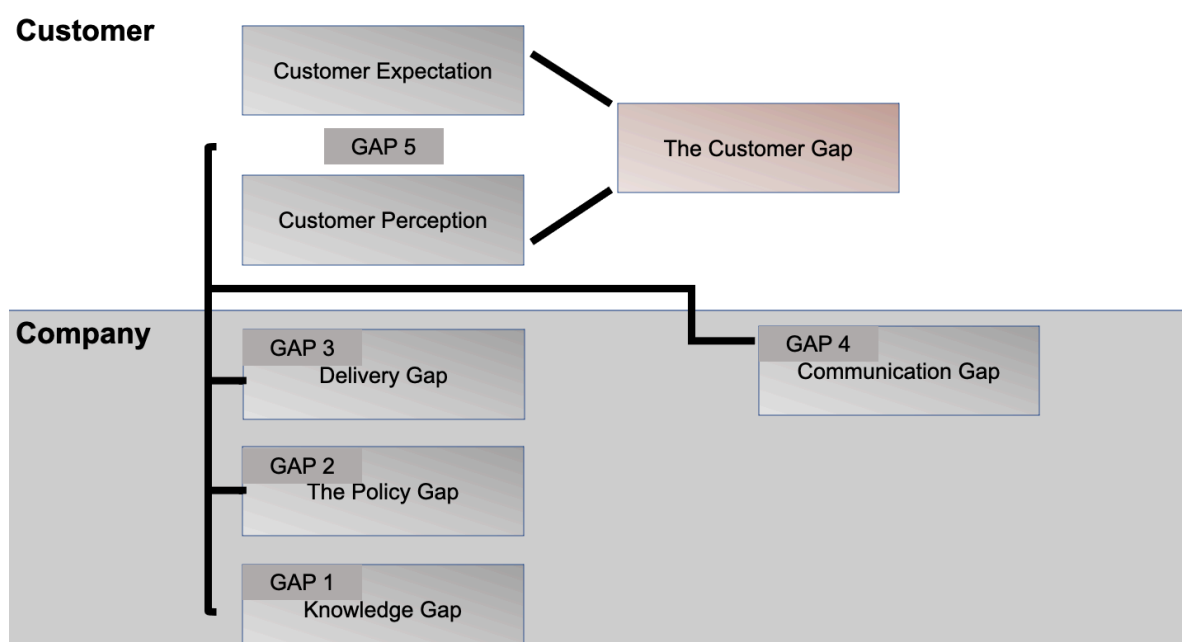 Customer
Customer Expectation
GAP 5
The Customer Gap
Customer Perception
Company
GAP 3
Delivery Gap
GAP 4
Communication Gap
GAP 2
The Policy Gap
GAP 1
Knowledge Gap